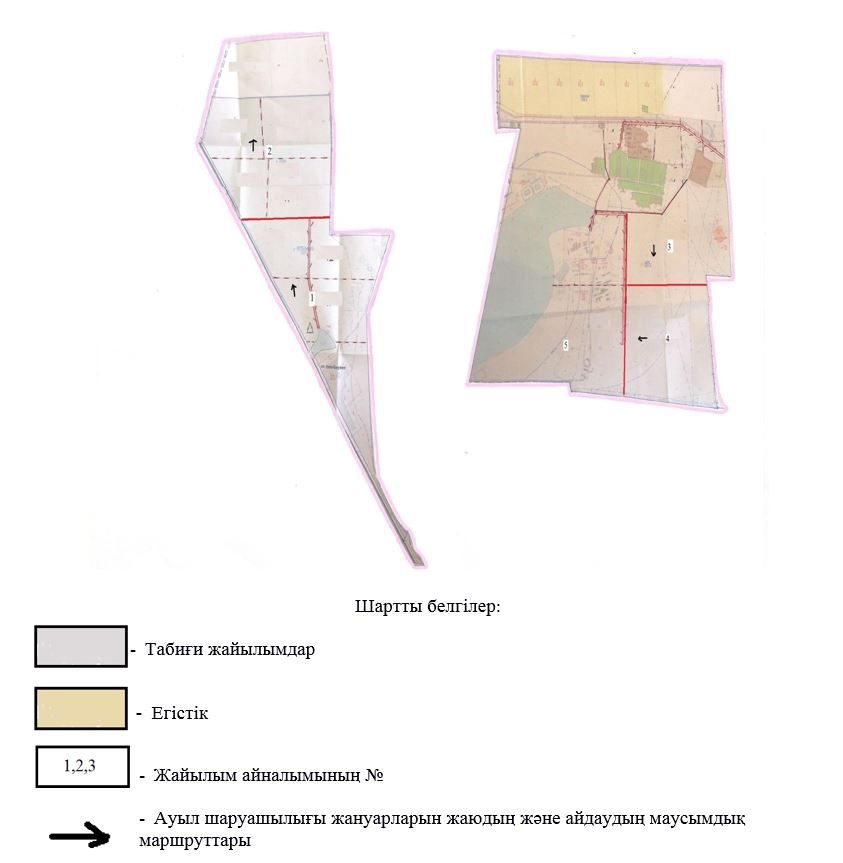 2
1
3
4
5
Шартты белгілер:
- Табиғи жайылымдар
- Егістік
1,2,3
- Жайылым айналымының №
- Ауыл шаруашылығы жануарларын жаюдың және айдаудың маусымдық
маршруттары